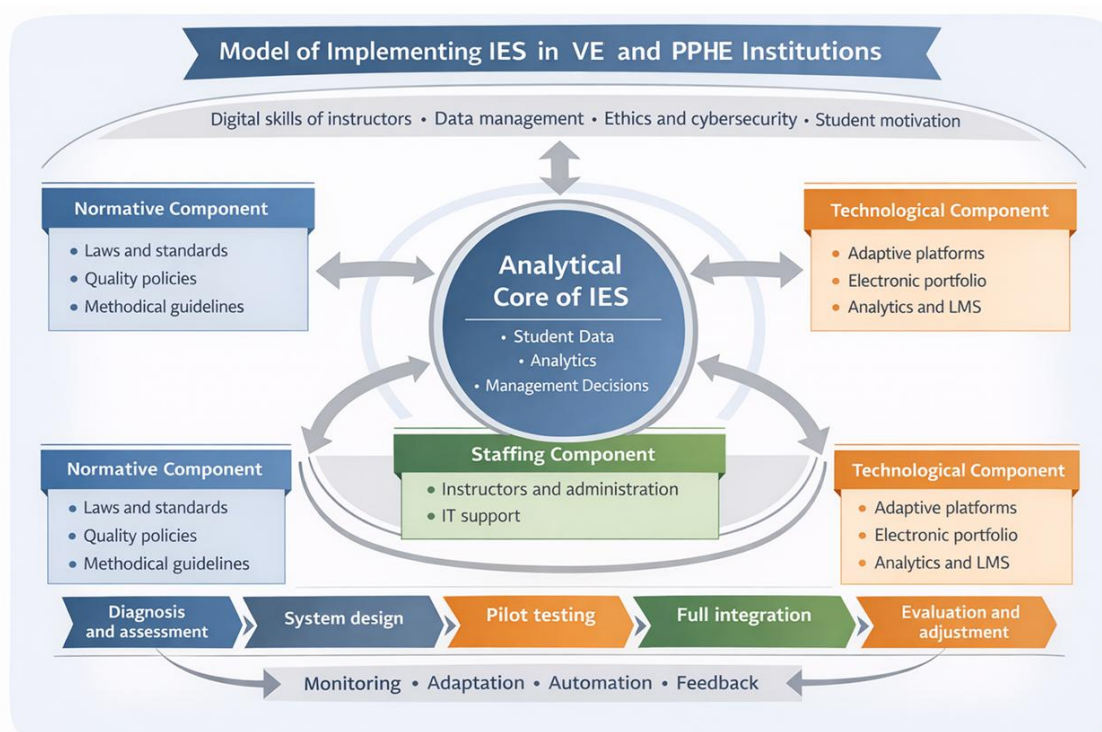 Model of Implementing IES in VE and PPHE Institutions
Digital skills of instructors • Data management • Ethics and cybersecurity • Student motivation
Normative Component
• Laws and standards
• Quality policies
• Methodical guidelines
Analytical
Core of IES
• Student Data
• Analytics
• Management Decisions
Technological Component
• Adaptive platforms
• Electronic portfolio
• Analytics and LMS
Normative Component
• Laws and standards
• Quality policies
• Methodical guidelines
Staffing Component
• Instructors and administration
• IT support
Technological Component
• Adaptive platforms
• Electronic portfolio
• Analytics and LMS
Diagnosis
and assessment
System design
Pilot testing
Full integration
Evaluation and
adjustment
Monitoring • Adaptation • Automation • Feedback